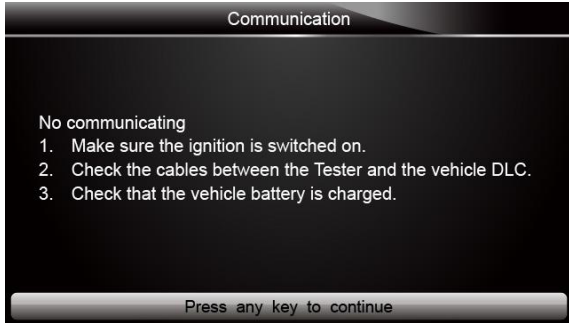 Communication
No communicating
1. Make sure the ignition is switched on.
2. Check the cables between the Tester and the vehicle DLC.
3. Check that the vehicle battery is charged.
Press any key to continue